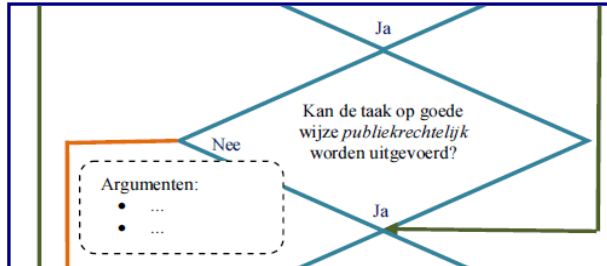 Ja
Kan de taak op goede
wijze publiekrechtelijk
worden uitgevoerd?
Nee
Argumenten:
• ...
• ...
Ja